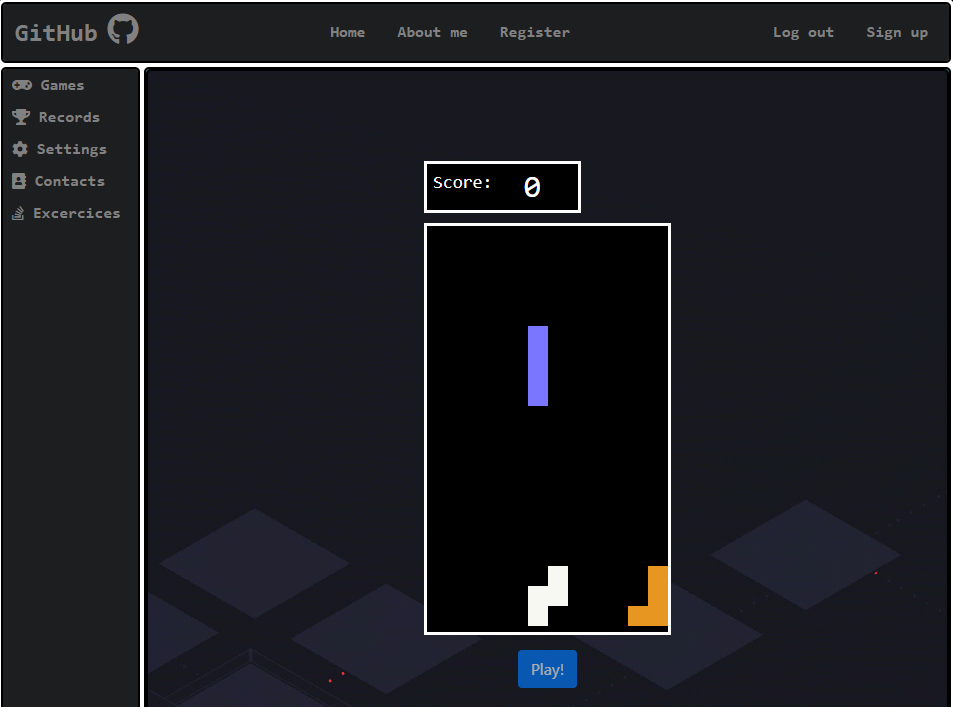 GitHub
Home
About me
Register
Log out
Sign up
Games
Records
Settings
Contacts
Excercices
Score: 0
Play!